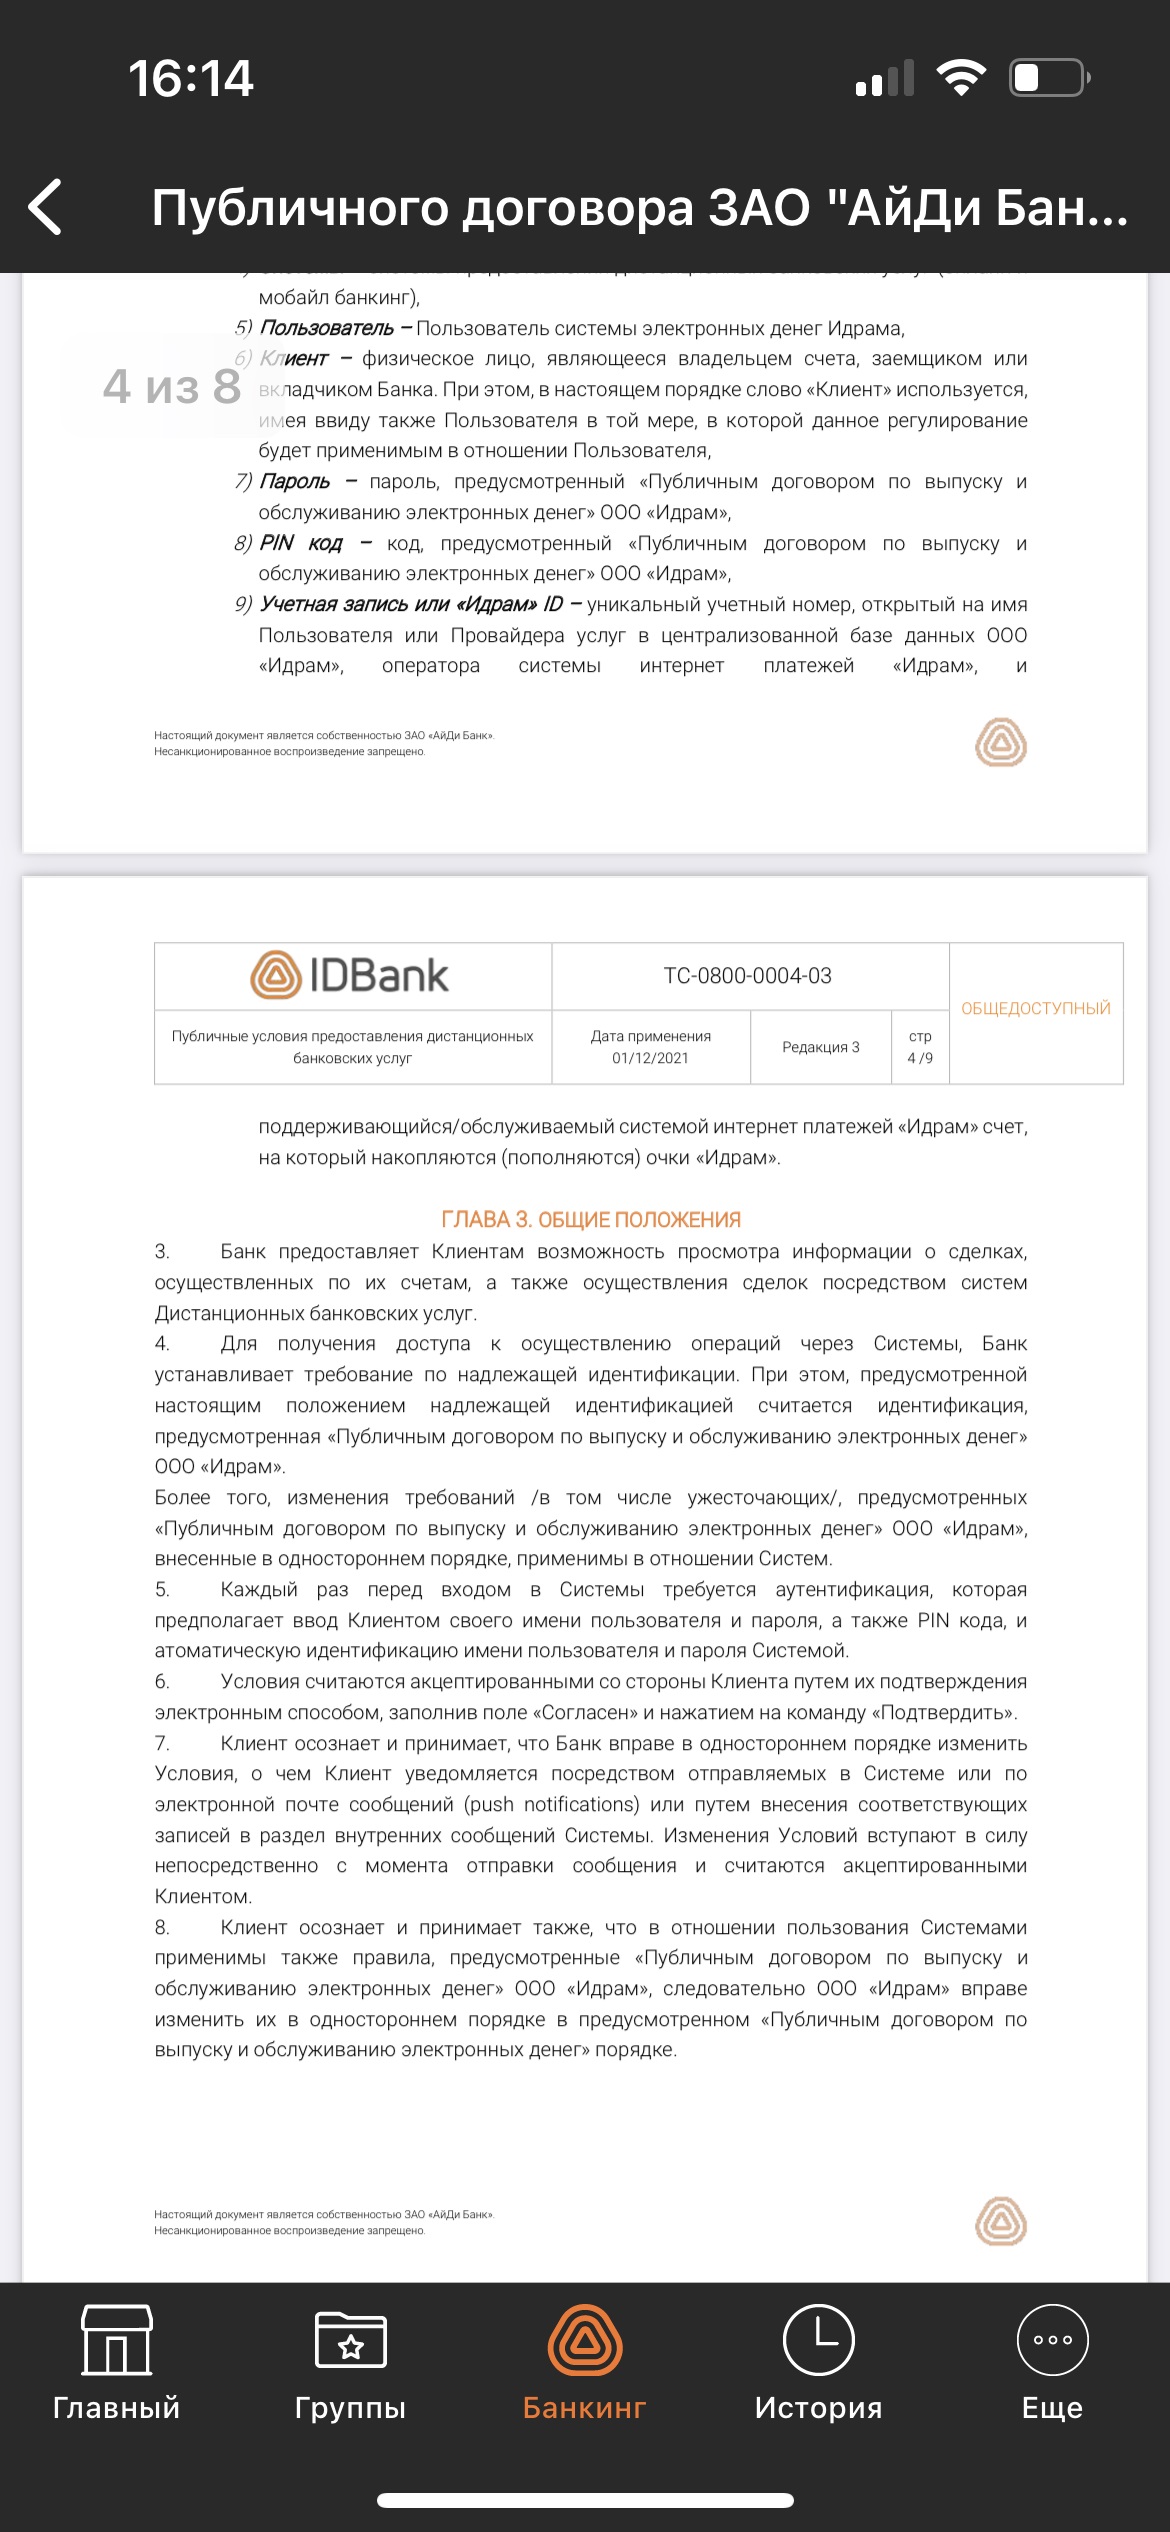 16:14
Публичного договора ЗАО "АйДи Бан...
мобайл банкинг),
5) Пользователь – Пользователь системы электронных денег Идрама,
6) Клиент – физическое лицо, являющееся владельцем счета, заемщиком или
4 из 8
вкладчиком Банка. При этом, в настоящем порядке слово «Клиент» используется,
имея ввиду также Пользователя в той мере, в которой данное регулирование
будет применимым в отношении Пользователя,
7) Пароль – пароль, предусмотренный «Публичным договором по выпуску и
обслуживанию электронных денег» ООО «Идрам»,
8) PIN код – код, предусмотренный «Публичным договором по выпуску и
обслуживанию электронных денег» ООО «Идрам»,
9) Учетная запись или «Идрам» ID – уникальный учетный номер, открытый на имя
Пользователя или Провайдера услуг в централизованной базе данных ООО
«Идрам», оператора системы интернет платежей «Идрам», и
Настоящий документ является собственностью ЗАО «АйДи Банк».
Несанкционированное воспроизведение запрещено.
IDBank
TC-0800-0004-03
ОБЩЕДОСТУПНЫЙ
Публичные условия предоставления дистанционных
банковских услуг
Дата применения
01/12/2021
Редакция 3
стр
4 /9
поддерживающийся/обслуживаемый системой интернет платежей «Идрам» счет,
на который накопляются (пополняются) очки «Идрам».
ГЛАВА 3. ОБЩИЕ ПОЛОЖЕНИЯ
3. Банк предоставляет Клиентам возможность просмотра информации о сделках,
осуществленных по их счетам, а также осуществления сделок посредством систем
Дистанционных банковских услуг.
4. Для получения доступа к осуществлению операций через Системы, Банк
устанавливает требование по надлежащей идентификации. При этом, предусмотренной
настоящим положением надлежащей идентификацией считается идентификация,
предусмотренная «Публичным договором по выпуску и обслуживанию электронных денег»
ООО «Идрам».
Более того, изменения требований /в том числе ужесточающих/, предусмотренных
«Публичным договором по выпуску и обслуживанию электронных денег» ООО «Идрам»,
внесенные в одностороннем порядке, применимы в отношении Систем.
5. Каждый раз перед входом в Системы требуется аутентификация, которая
предполагает ввод Клиентом своего имени пользователя и пароля, а также PIN кода, и
атоматическую идентификацию имени пользователя и пароля Системой.
6. Условия считаются акцептированными со стороны Клиента путем их подтверждения
электронным способом, заполнив поле «Согласен» и нажатием на команду «Подтвердить».
7. Клиент осознает и принимает, что Банк вправе в одностороннем порядке изменить
Условия, о чем Клиент уведомляется посредством отправляемых в Системе или по
электронной почте сообщений (push notifications) или путем внесения соответствующих
записей в раздел внутренних сообщений Системы. Изменения Условий вступают в силу
непосредственно с момента отправки сообщения и считаются акцептированными
Клиентом.
8. Клиент осознает и принимает также, что в отношении пользования Системами
применимы также правила, предусмотренные «Публичным договором по выпуску и
обслуживанию электронных денег» ООО «Идрам», следовательно ООО «Идрам» вправе
изменить их в одностороннем порядке в предусмотренном «Публичным договором по
выпуску и обслуживанию электронных денег» порядке.
Настоящий документ является собственностью ЗАО «АйДи Банк».
Несанкционированное воспроизведение запрещено.
Главный
Группы
Банкинг
История
Еще